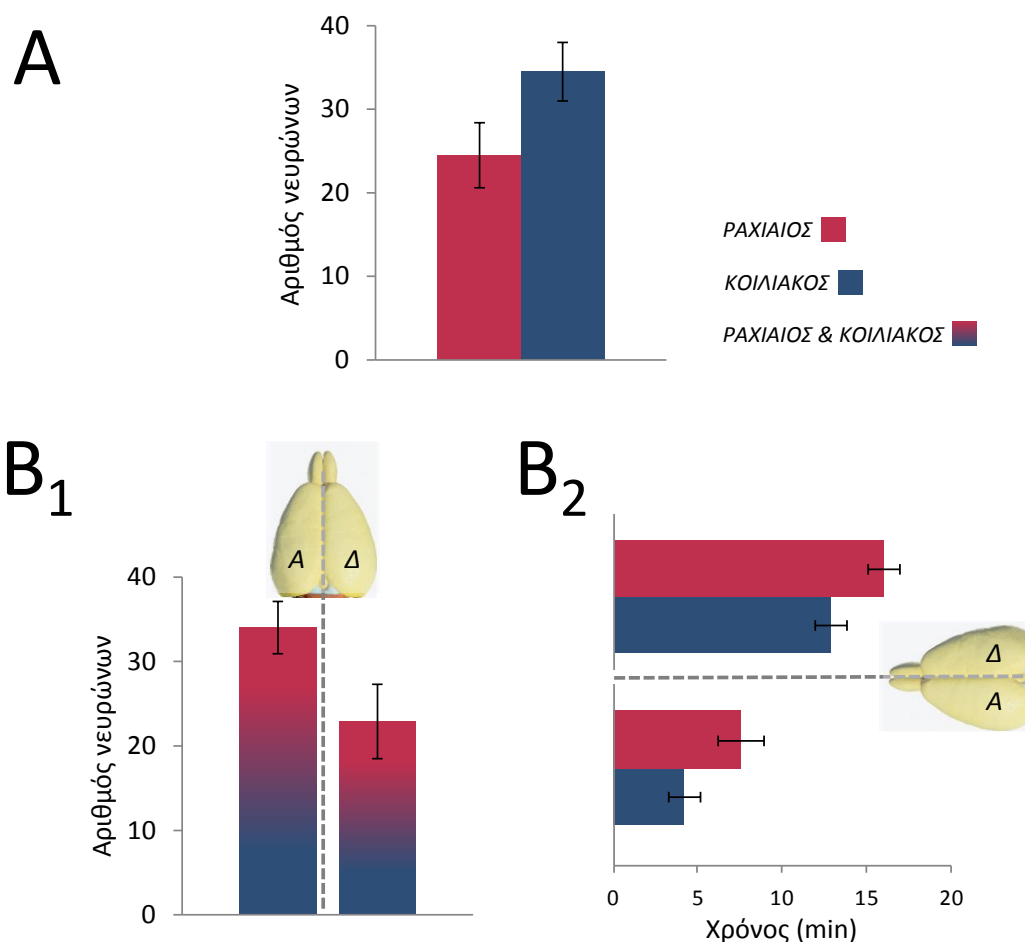 A
40
30
20
10
0
Αριθμός νευρώνων
ΡΑΧΙΑΙΟΣ
ΚΟΙΛΙΑΚΟΣ
ΡΑΧΙΑΙΟΣ & ΚΟΙΛΙΑΚΟΣ
B1
Α Δ
40
30
20
10
0
Αριθμός νευρώνων
B2
Δ
Α
0 5 10 15 20
Χρόνος (min)